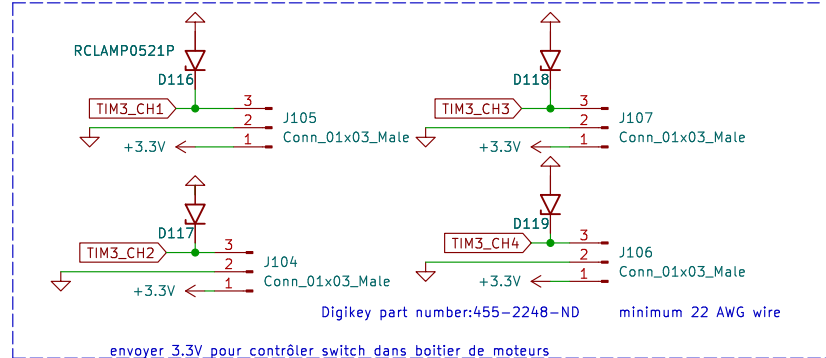 RCLAMP0521P
D116
TIM3_CH1
3
2
1
+3.3V
J105
Conn_01x03_Male
D118
TIM3_CH3
3
2
1
+3.3V
J107
Conn_01x03_Male
D117
TIM3_CH2
3
2
1
+3.3V
J104
Conn_01x03_Male
D119
TIM3_CH4
3
2
1
+3.3V
J106
Conn_01x03_Male
Digikey part number:455-2248-ND minimum 22 AWG wire
envoyer 3.3V pour contrôler switch dans boitier de moteurs